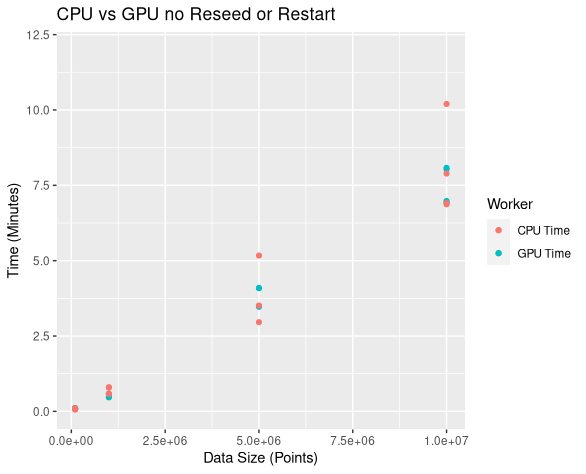 CPU vs GPU no Reseed or Restart
12.5
10.0
7.5
5.0
2.5
0.0
Time (Minutes)
0.0e+00 2.5e+06 5.0e+06 7.5e+06 1.0e+07
Data Size (Points)
Worker
CPU Time
GPU Time